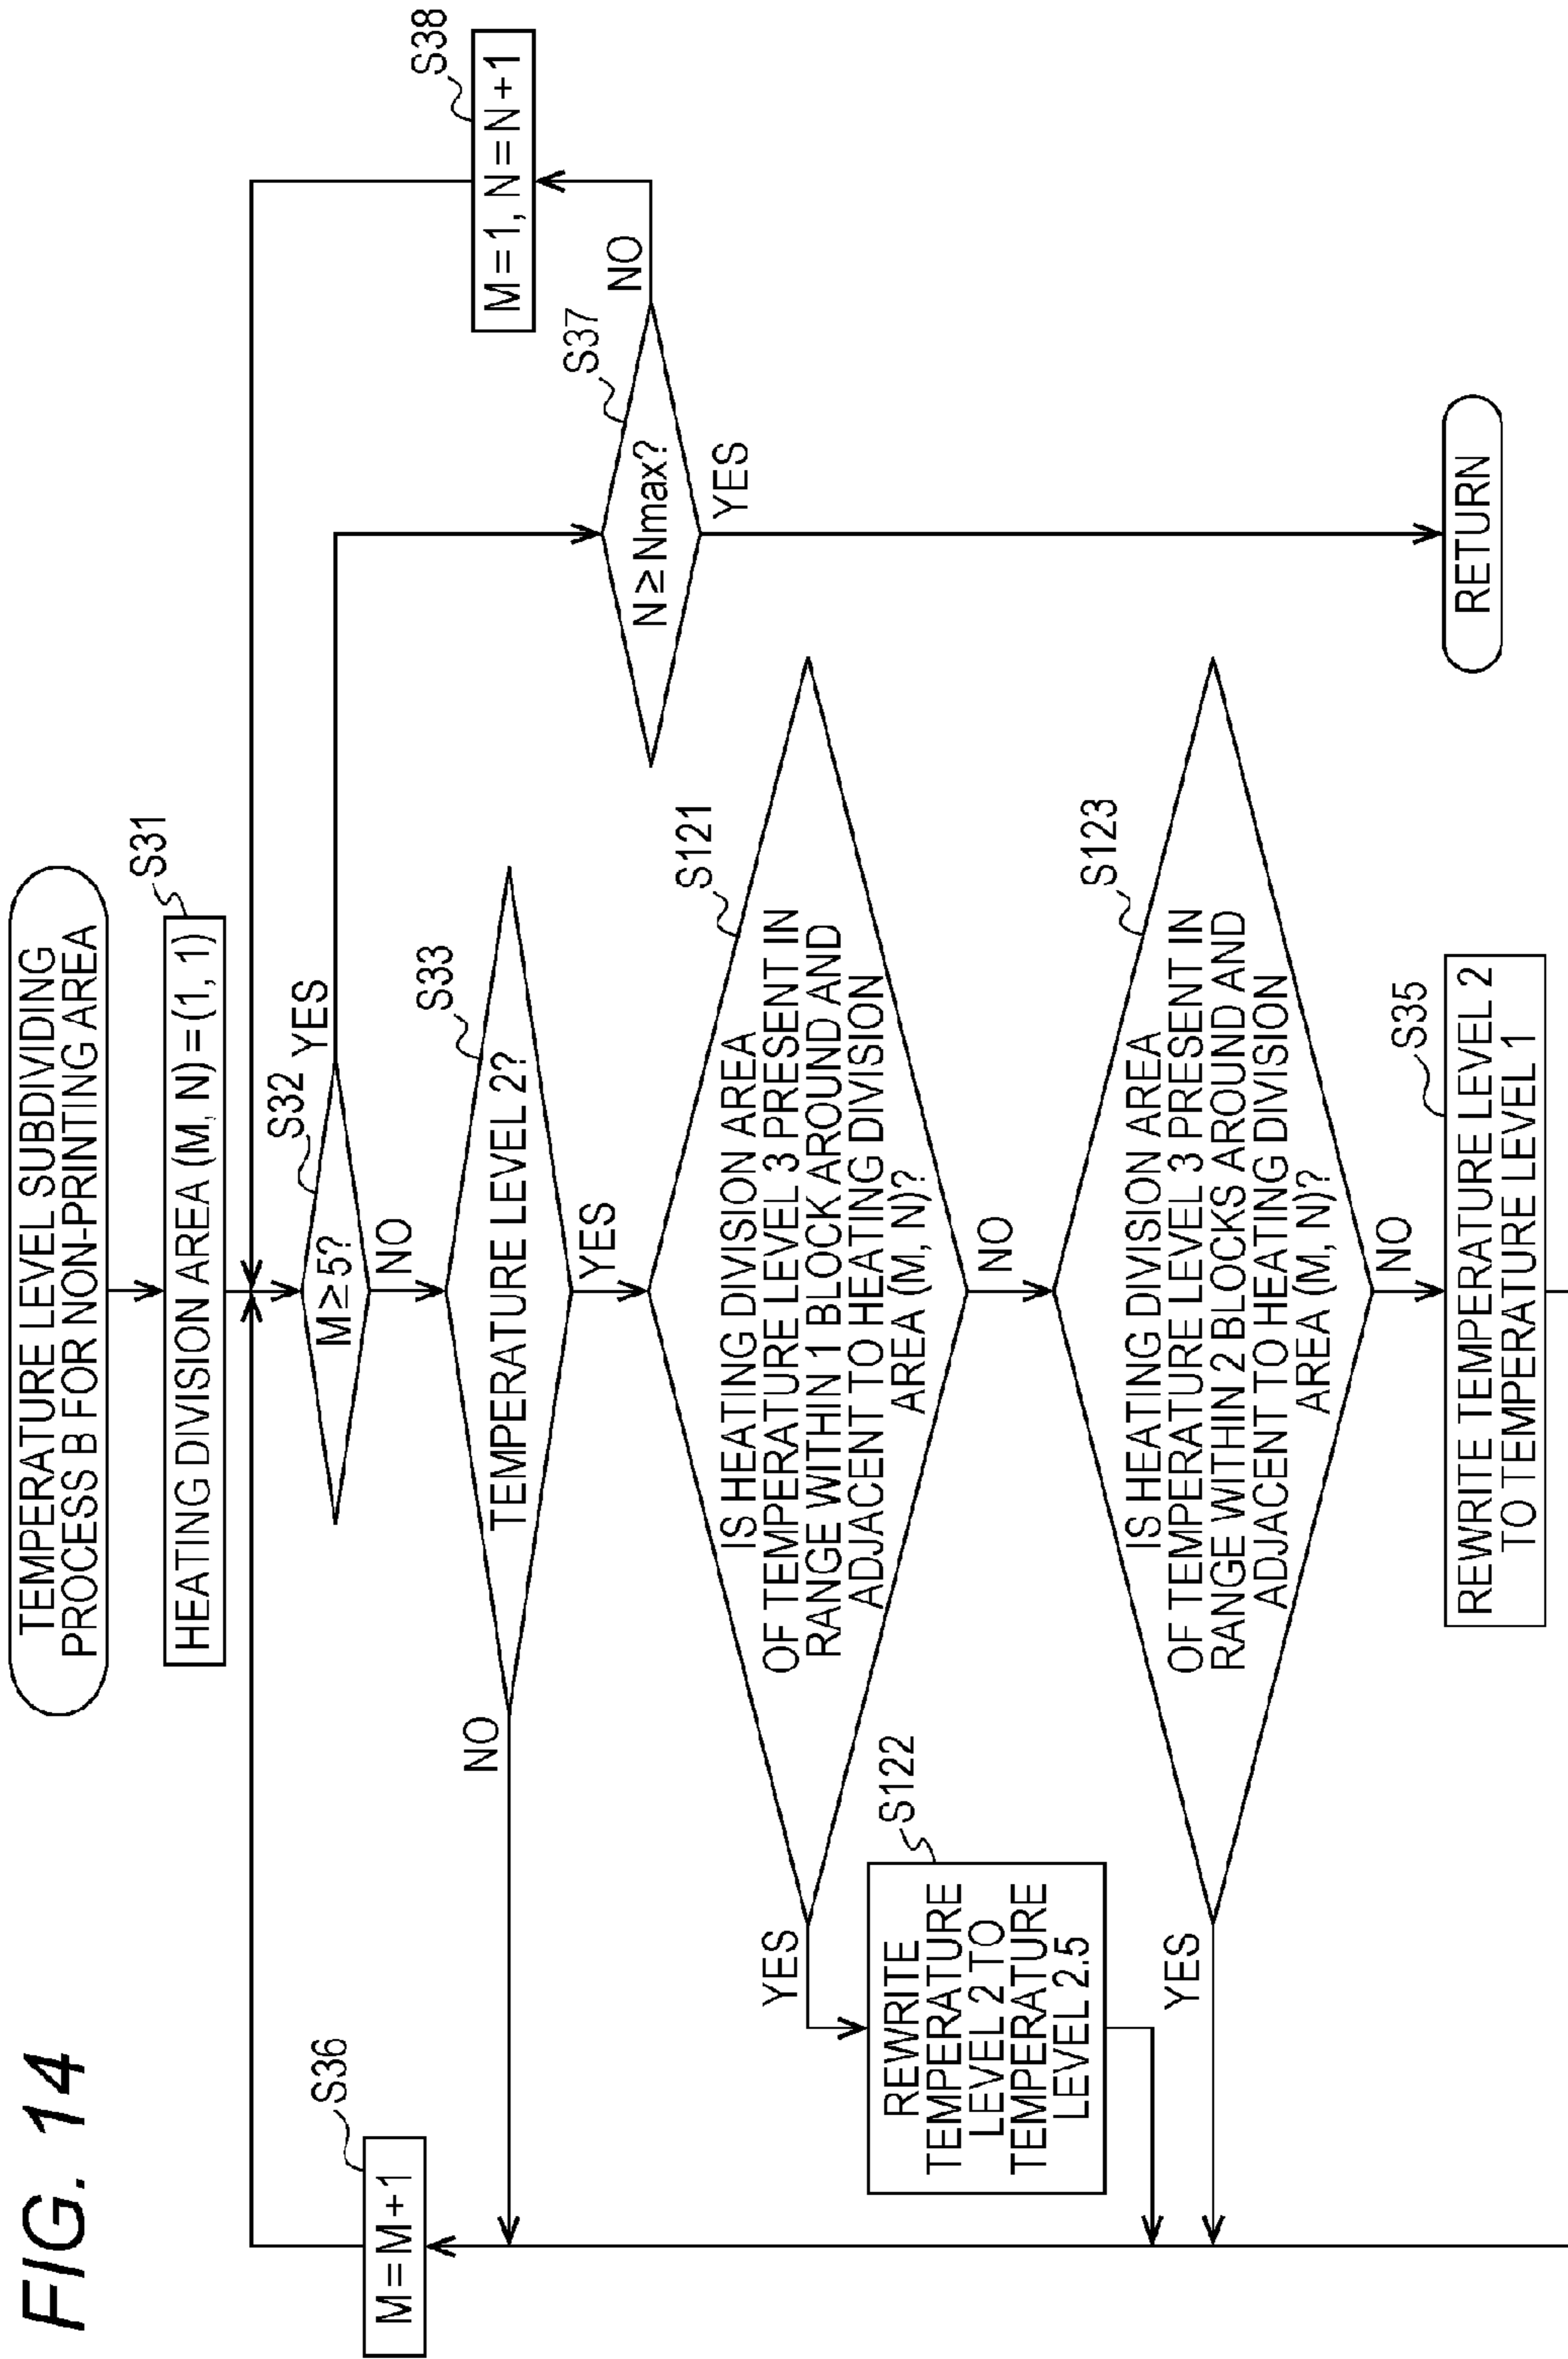 FIG. 14
TEMPERATURE LEVEL SUBDIVIDING
PROCESS B FOR NON-PRINTING AREA
S31
HEATING DIVISION AREA (M, N) = (1, 1)
S32
M ≥ 5?
YES
NO
S33
TEMPERATURE LEVEL 2?
NO
YES
S121
IS HEATING DIVISION AREA
OF TEMPERATURE LEVEL 3 PRESENT IN
RANGE WITHIN 1 BLOCK AROUND AND
ADJACENT TO HEATING DIVISION
AREA (M, N)?
YES
NO
S122
REWRITE
TEMPERATURE
LEVEL 2 TO
TEMPERATURE
LEVEL 2.5
S123
IS HEATING DIVISION AREA
OF TEMPERATURE LEVEL 3 PRESENT IN
RANGE WITHIN 2 BLOCKS AROUND AND
ADJACENT TO HEATING DIVISION
AREA (M, N)?
YES
NO
S35
REWRITE TEMPERATURE LEVEL 2
TO TEMPERATURE LEVEL 1
S36
M = M + 1
S37
N ≥ Nmax?
NO
YES
S38
M = 1, N = N + 1
RETURN